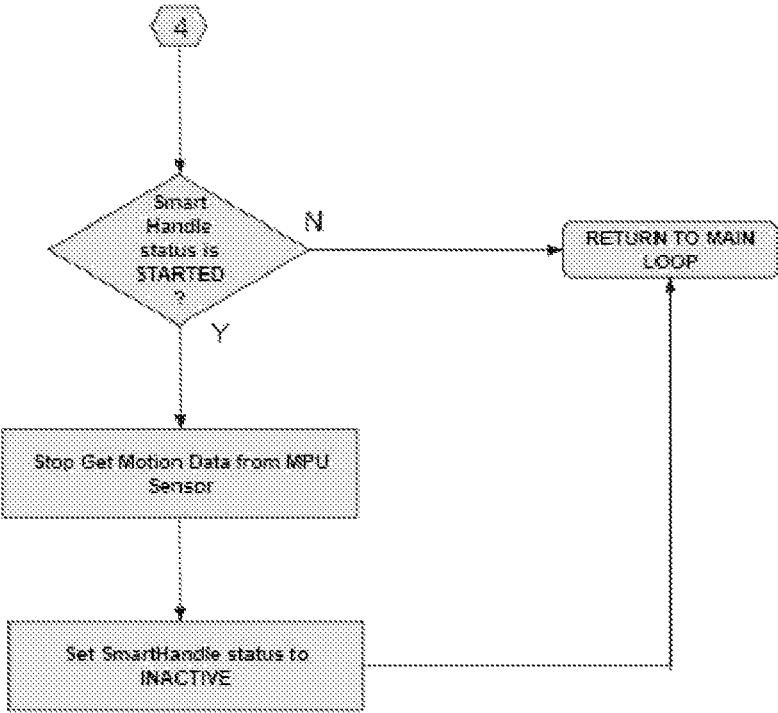 4
Smart
Handle
status is
STARTED
?
N
RETURN TO MAIN
LOOP
Y
Stop Get Motion Data from MPU
Sensor
Set SmartHandle status to
INACTIVE